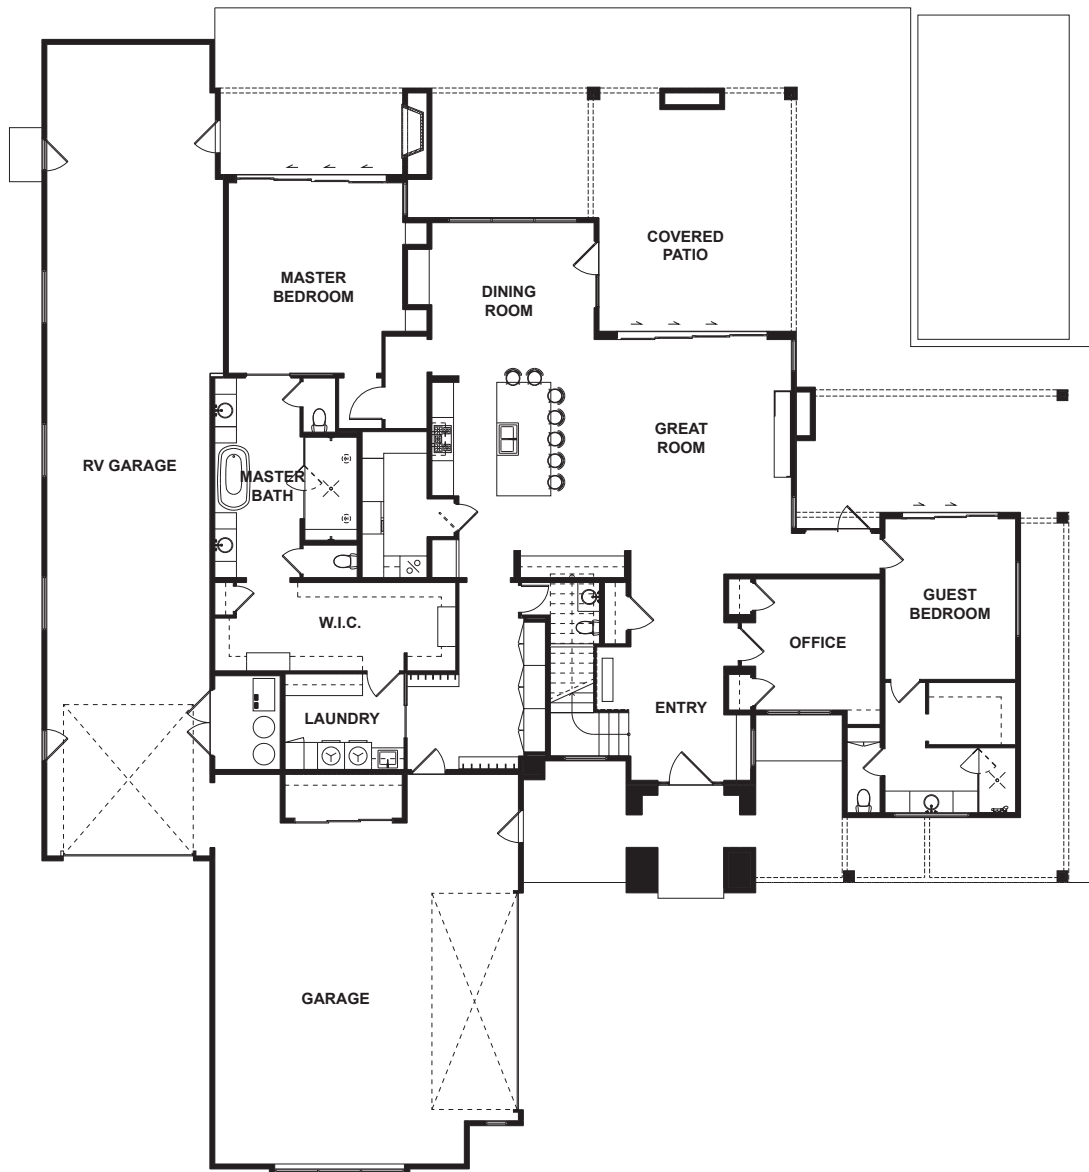 COVERED
PATIO
MASTER
BEDROOM
DINING
ROOM
GREAT
ROOM
RV GARAGE
MASTER
BATH
GUEST
BEDROOM
W.I.C.
OFFICE
ENTRY
LAUNDRY
GARAGE